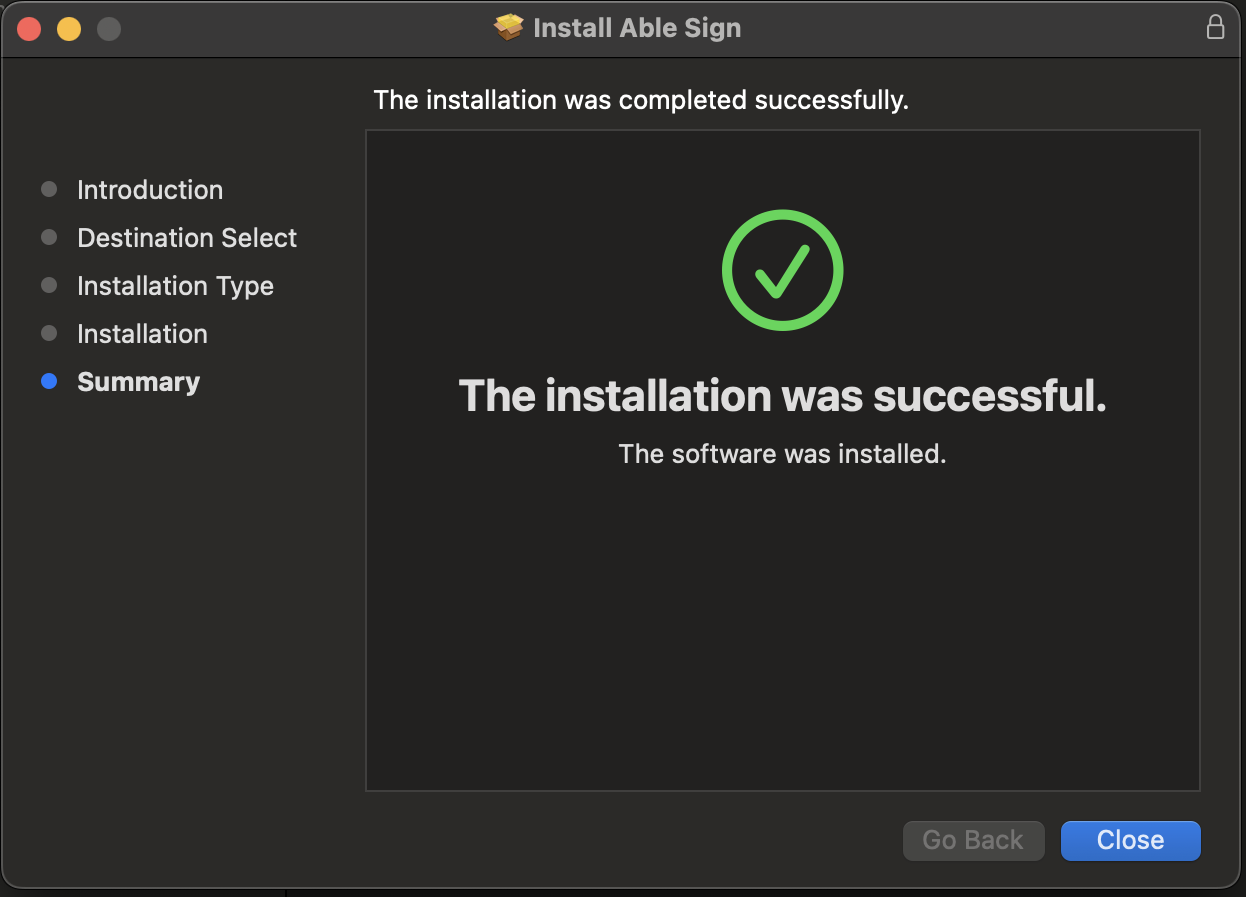 Install Able Sign
The installation was completed successfully.
Introduction
Destination Select
Installation Type
Installation
Summary
The installation was successful.
The software was installed.
Go Back
Close